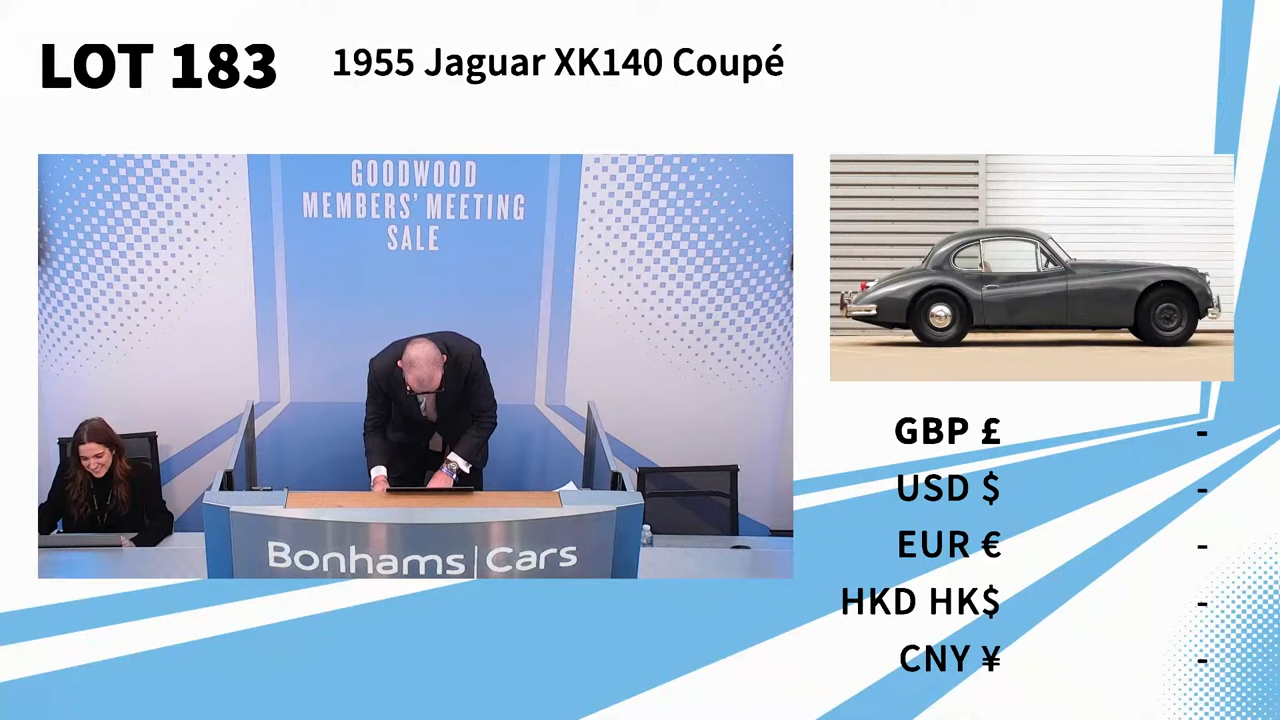 LOT 183
1955 Jaguar XK140 Coupé
GOODWOOD
MEMBERS' MEETING
SALE
Bonhams|Cars
GBP £ -
USD $ -
EUR € -
HKD HK$ -
CNY ¥ -